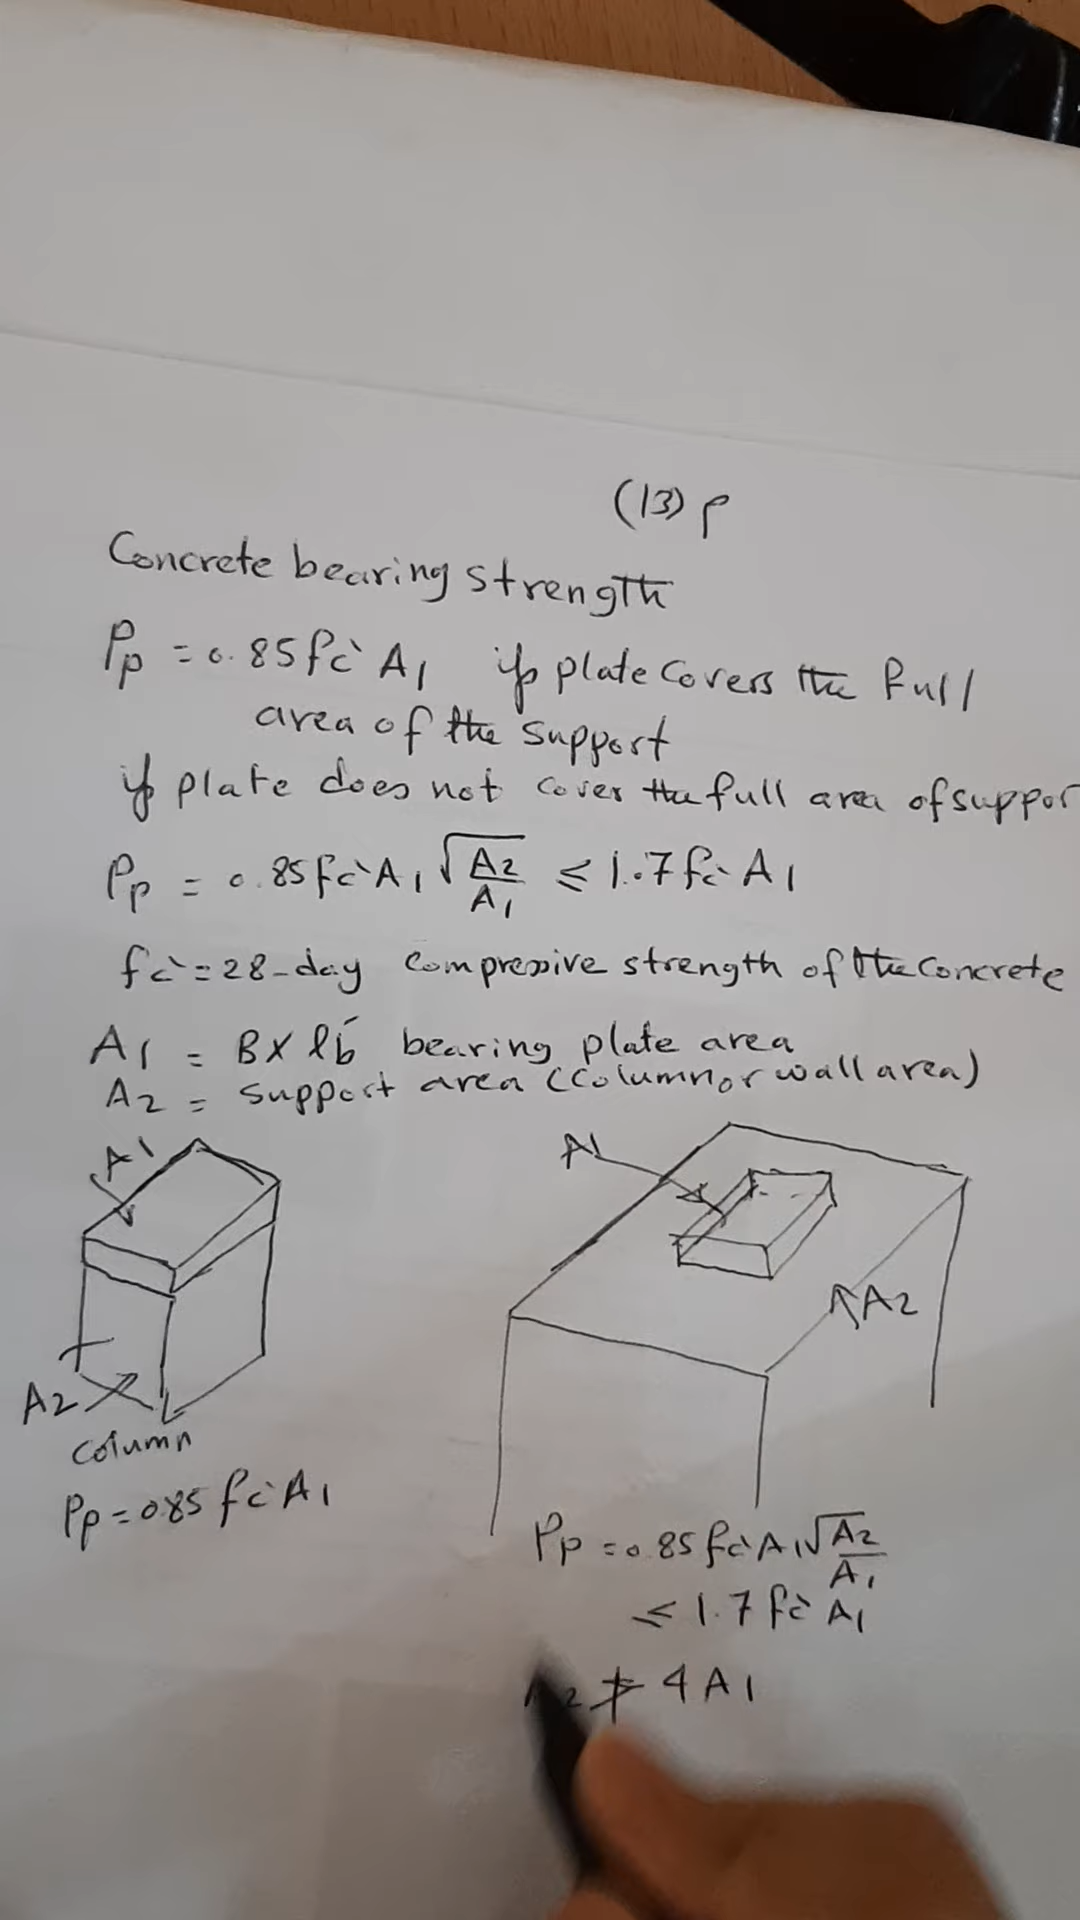 (13) P
Concrete bearing strength
Pp = 0.85 fc' A1 if plate covers the full
area of the support
if plate does not cover the full area of suppor
Pp = 0.85 fc' A1 √(A2/A1) ≤ 1.7 fc' A1
fc' = 28-day compressive strength of the concrete
A1 = B x lb bearing plate area
A2 = support area (column or wall area)
A1
A1
A2
A2
column
Pp = 0.85 fc' A1
Pp = 0.85 fc' A1 √(A2/A1)
≤ 1.7 fc' A1
A2 ≯ 4 A1